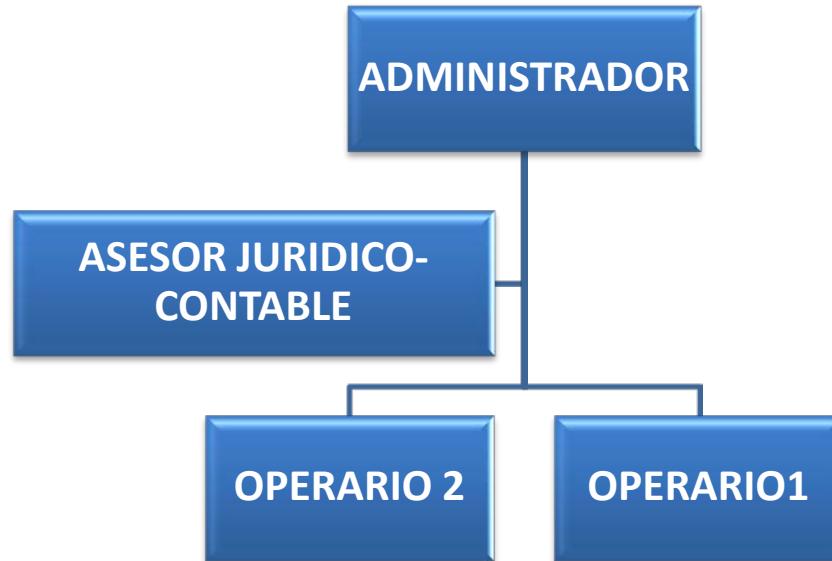 ADMINISTRADOR
ASESOR JURIDICO-
CONTABLE
OPERARIO 2
OPERARIO1